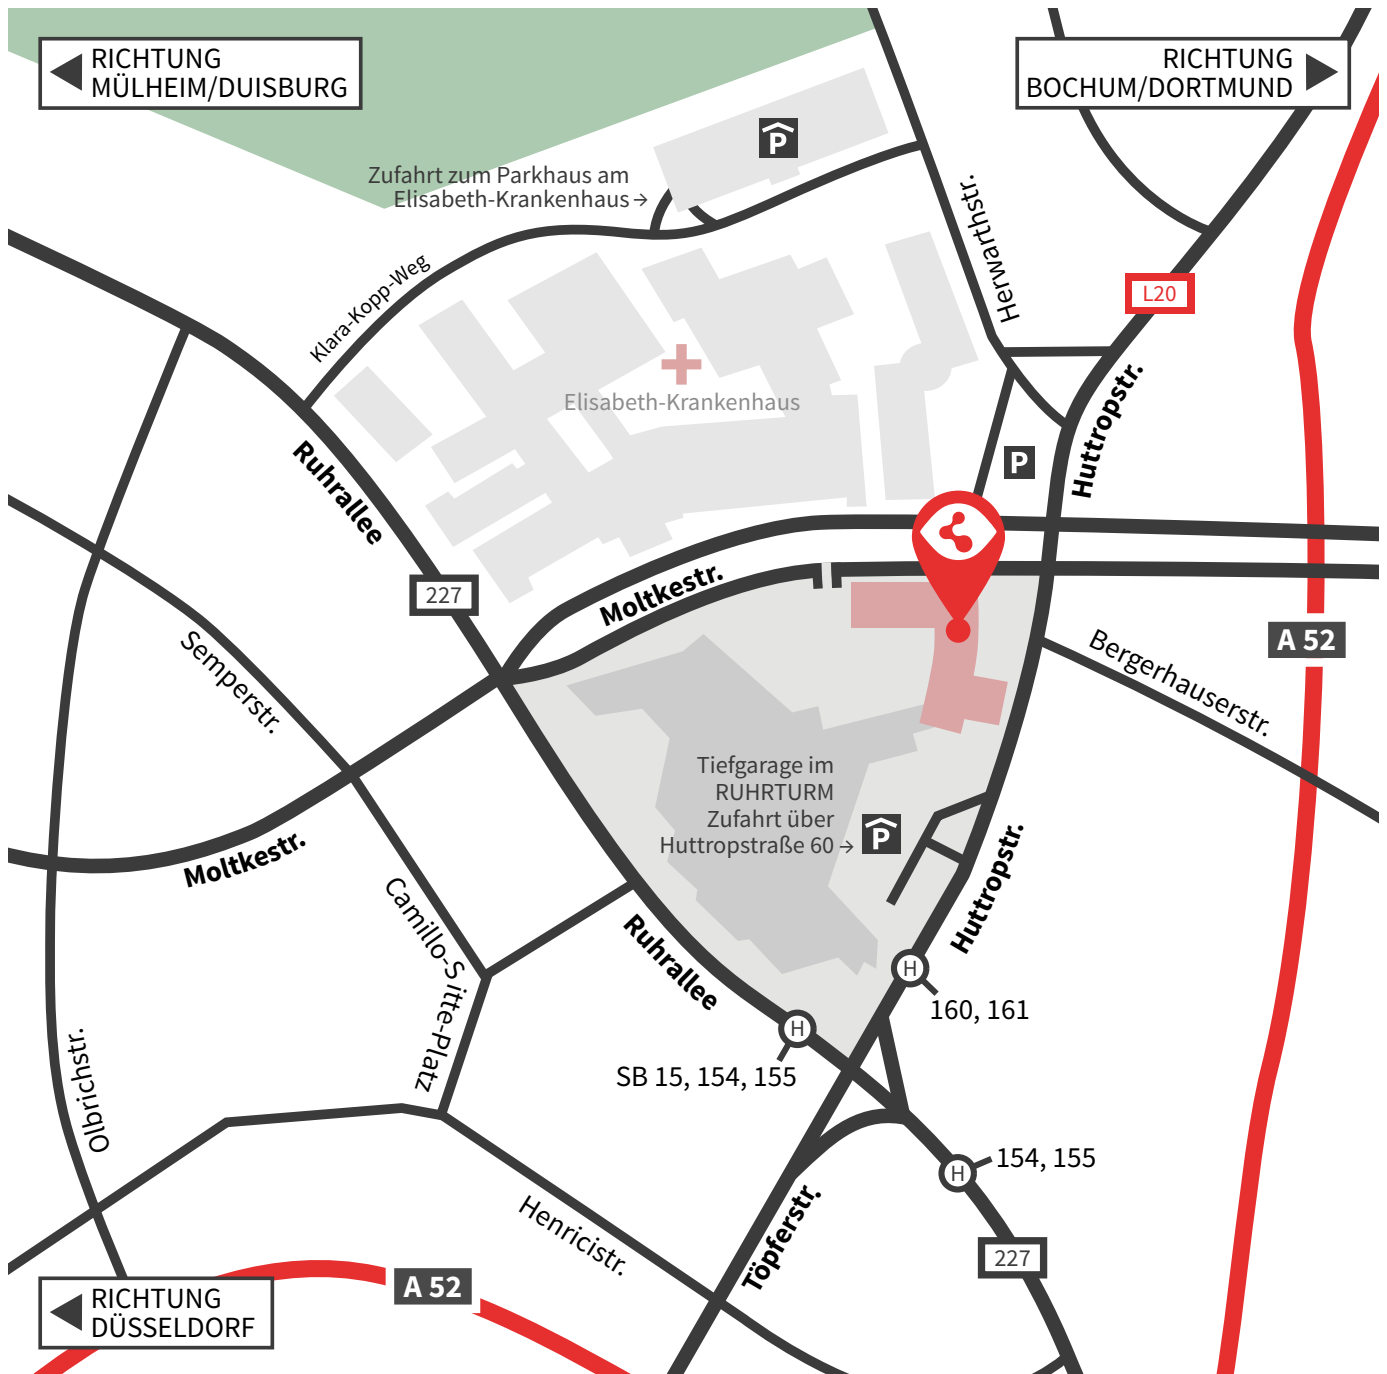 RICHTUNG
MÜLHEIM/DUISBURG
RICHTUNG
BOCHUM/DORTMUND
P
Zufahrt zum Parkhaus am
Elisabeth-Krankenhaus
Herwarthstr.
Klara-Kopp-Weg
L20
Elisabeth-Krankenhaus
Huttropstr.
Ruhrallee
P
227
Moltkestr.
A 52
Semperstr.
Bergerhauserstr.
Tiefgarage im
RUHRTURM
Zufahrt über
Huttropstraße 60
P
Moltkestr.
Huttropstr.
Camillo-Sitte-Platz
Ruhrallee
H
160, 161
H
SB 15, 154, 155
Olbrichstr.
154, 155
H
Henricistr.
Töpferstr.
227
A 52
RICHTUNG
DÜSSELDORF